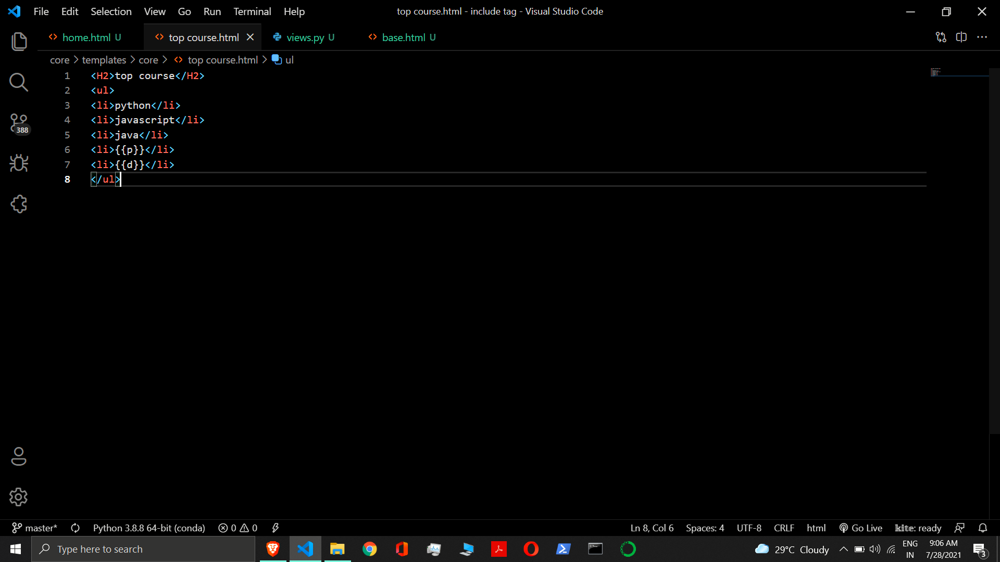 File Edit Selection View Go Run Terminal Help top course.html - include tag - Visual Studio Code
home.html U top course.html views.py U base.html U
core > templates > core > top course.html > ul
1 <H2>top course</H2>
2 <ul>
3 <li>python</li>
4 <li>javascript</li>
5 <li>java</li>
6 <li>{{p}}</li>
7 <li>{{d}}</li>
8 </ul>
388
master* Python 3.8.8 64-bit (conda) 0 0 Ln 8, Col 6 Spaces: 4 UTF-8 CRLF html Go Live kite: ready
Type here to search 29°C Cloudy ENG 9:06 AM
IN 7/28/2021 3